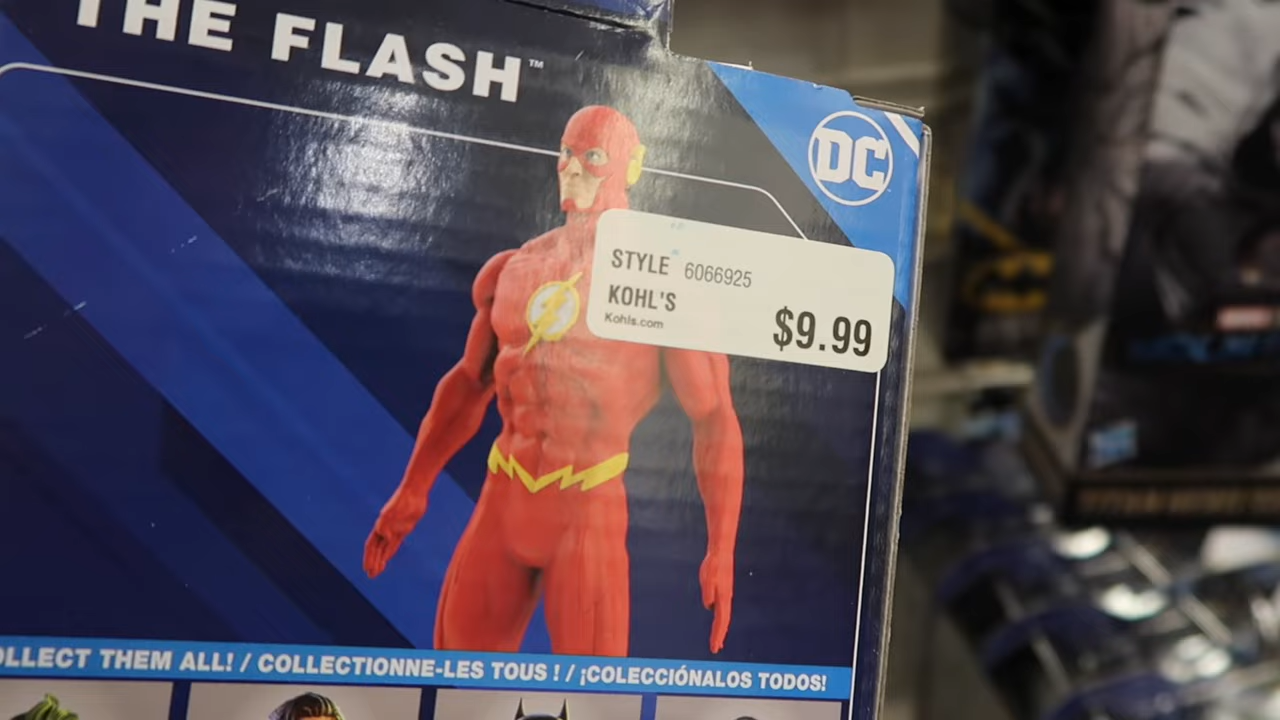 THE FLASH™
DC
STYLE 6066925
KOHL'S
Kohls.com
$9.99
OLLECT THEM ALL! / COLLECTIONNE-LES TOUS ! / ¡COLECCIÓNALOS TODOS!